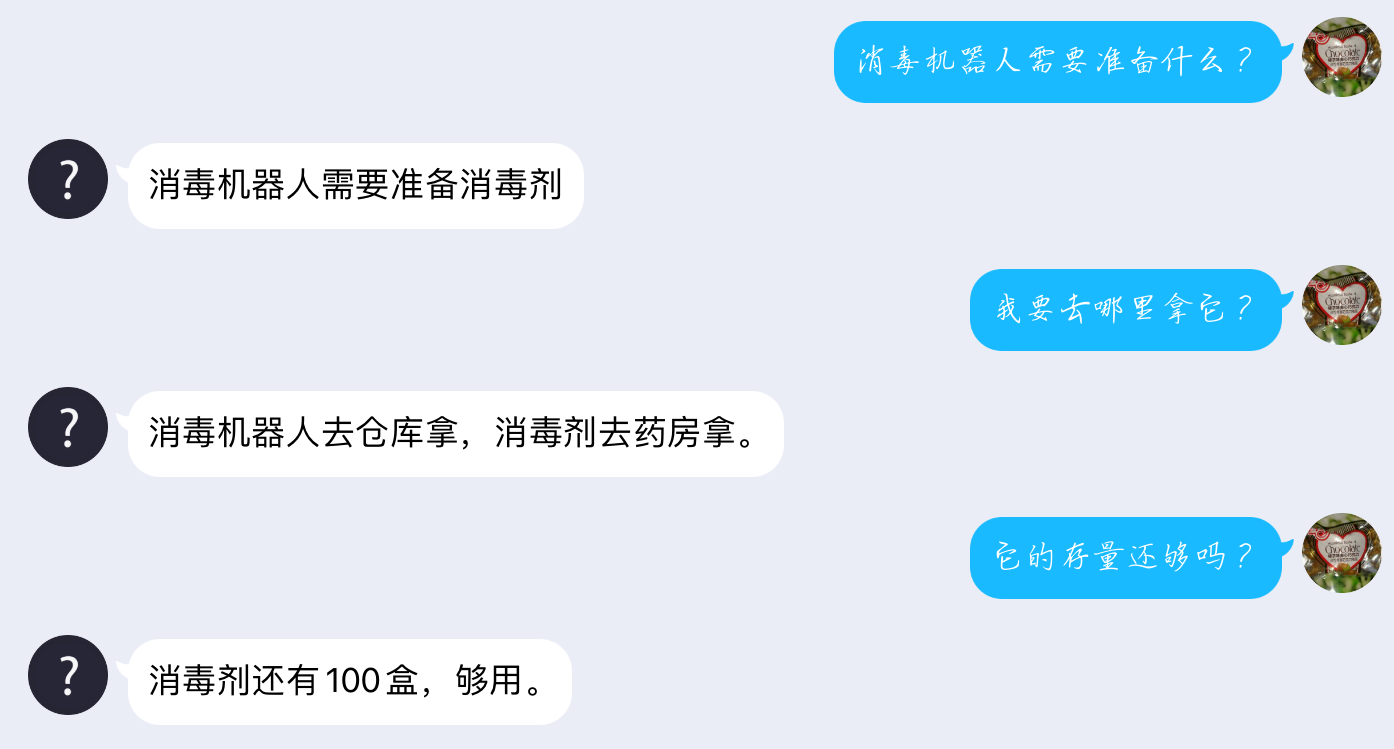 消毒机器人需要准备什么？
?
消毒机器人需要准备消毒剂
我要去哪里拿它？
?
消毒机器人去仓库拿，消毒剂去药房拿。
它的存量还够吗？
?
消毒剂还有100盒，够用。